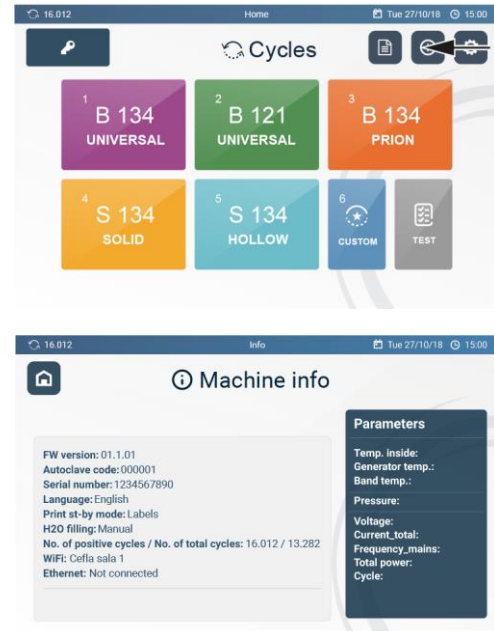 16.012 Home Tue 27/10/18 15:00
Cycles
1 B 134 UNIVERSAL
2 B 121 UNIVERSAL
3 B 134 PRION
4 S 134 SOLID
5 S 134 HOLLOW
6 CUSTOM
TEST
16.012 Info Tue 27/10/18 15:00
Machine info
FW version: 01.1.01
Autoclave code: 000001
Serial number: 1234567890
Language: English
Print st-by mode: Labels
H2O filling: Manual
No. of positive cycles / No. of total cycles: 16.012 / 13.282
WiFi: Cefla sala 1
Ethernet: Not connected
Parameters
Temp. inside:
Generator temp.:
Band temp.:
Pressure:
Voltage:
Current_total:
Frequency_mains:
Total power:
Cycle: